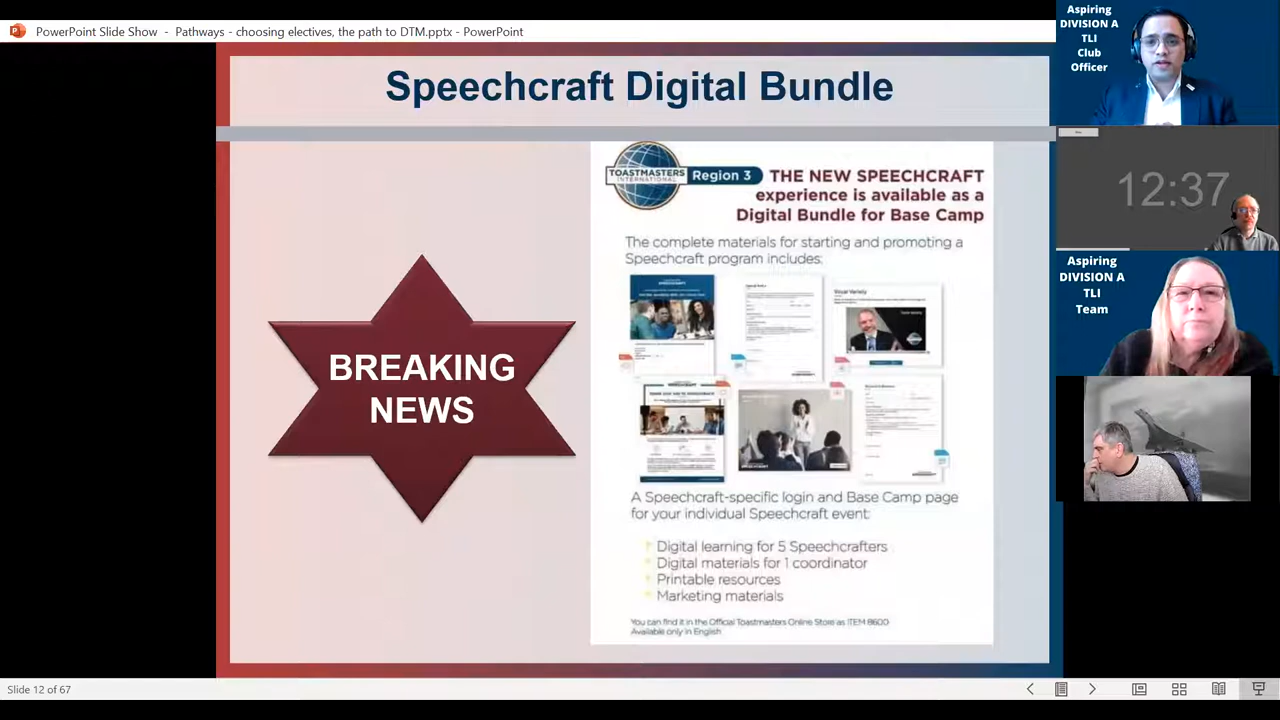 PowerPoint Slide Show - Pathways - choosing electives, the path to DTM.pptx - PowerPoint
Speechcraft Digital Bundle
BREAKING
NEWS
TOASTMASTERS
INTERNATIONAL
Region 3
THE NEW SPEECHCRAFT
experience is available as a
Digital Bundle for Base Camp
The complete materials for starting and promoting a
Speechcraft program includes:
A Speechcraft-specific login and Base Camp page
for your individual Speechcraft event:
Digital learning for 5 Speechcrafters
Digital materials for 1 coordinator
Printable resources
Marketing materials
You can find it in the Official Toastmasters Online Store as ITEM 8600
Available only in English
Slide 12 of 67
Aspiring
DIVISION A
TLI
Club
Officer
12:37
Aspiring
DIVISION A
TLI
Team